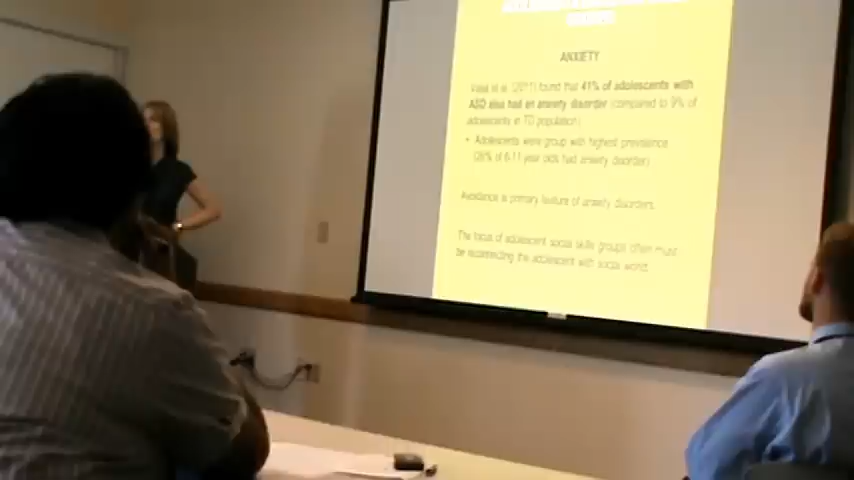 ANXIETY
et al. (2011) found that 41% of adolescents with
ASD also had an anxiety disorder (compared to 9% of
adolescents in TD population)
• Adolescents were group with highest prevalence
(26% of 6-11 year olds had anxiety disorder)
Avoidance is primary feature of anxiety disorders.
The focus of adolescent social skills groups often must
be reconnecting the adolescent with social world.